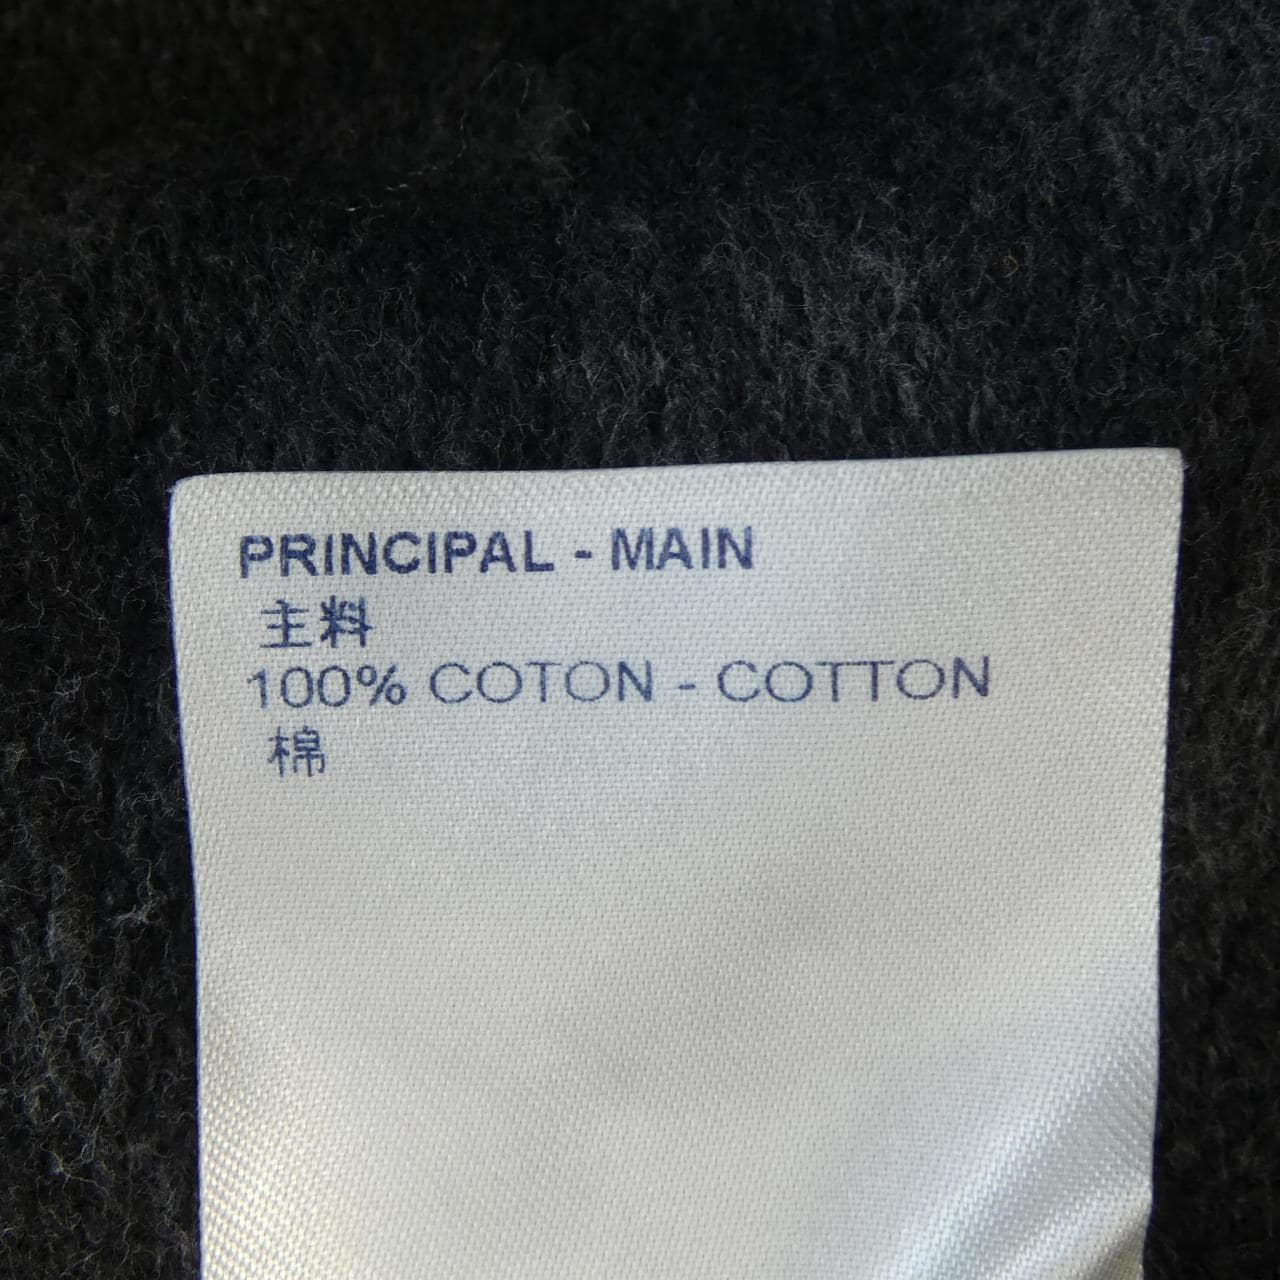 PRINCIPAL - MAIN
主料
100% COTON - COTTON
棉